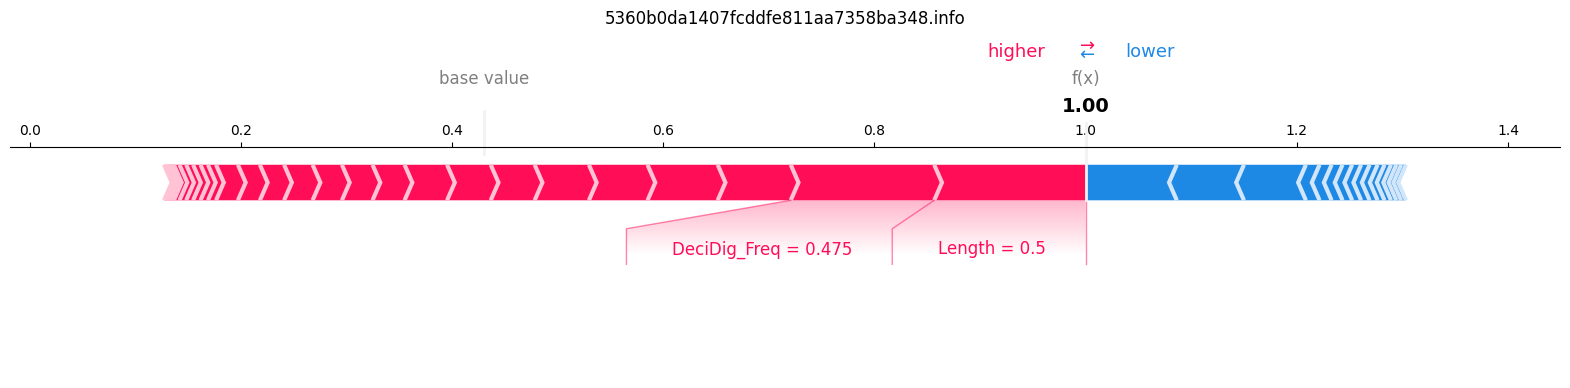 5360b0da1407fcddfe811aa7358ba348.info
higher ⇄ lower
base value f(x)
1.00
0.0 0.2 0.4 0.6 0.8 1.0 1.2 1.4
DeciDig_Freq = 0.475 Length = 0.5